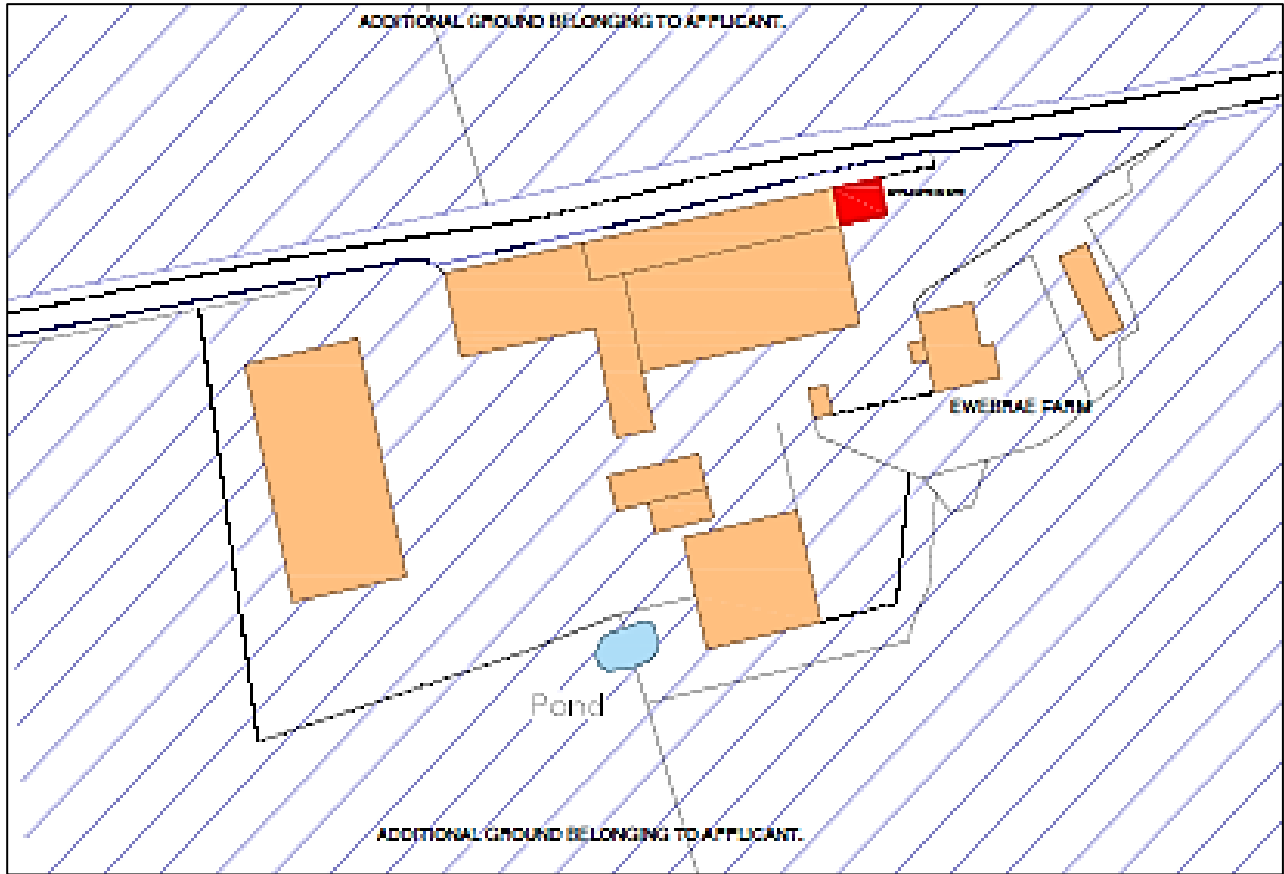 ADDITIONAL GROUND BELONGING TO APPLICANT.
EWEBRAE FARM
Pond
ADDITIONAL GROUND BELONGING TO APPLICANT.